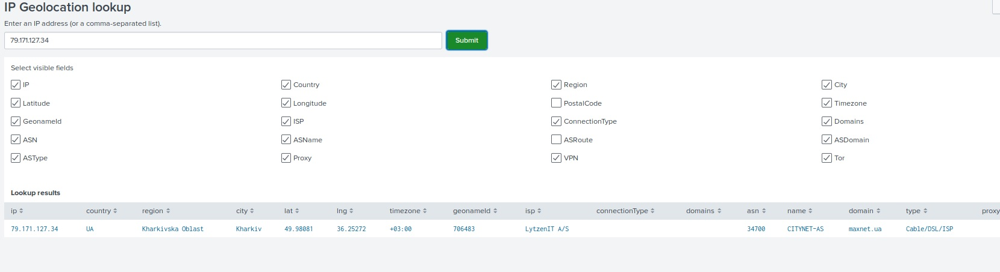 IP Geolocation lookup
Enter an IP address (or a comma-separated list).
79.171.127.34 Submit
Select visible fields
IP Country Region City
Latitude Longitude PostalCode Timezone
GeonameId ISP ConnectionType Domains
ASN ASName ASRoute ASDomain
ASType Proxy VPN Tor
Lookup results
ip country region city lat lng timezone geonameId isp connectionType domains asn name domain type proxy
79.171.127.34 UA Kharkivska Oblast Kharkiv 49.98081 36.25272 +03:00 706483 LytzenIT A/S 34700 CITYNET-AS maxnet.ua Cable/DSL/ISP